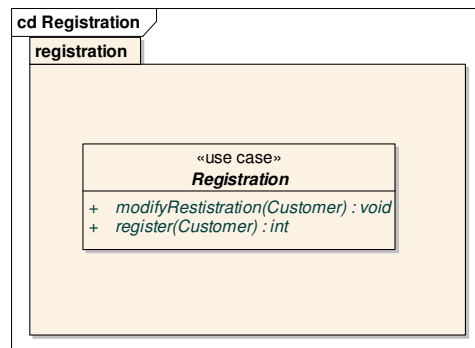 cd Registration
registration
«use case»
Registration
+ modifyRestistration(Customer) : void
+ register(Customer) : int